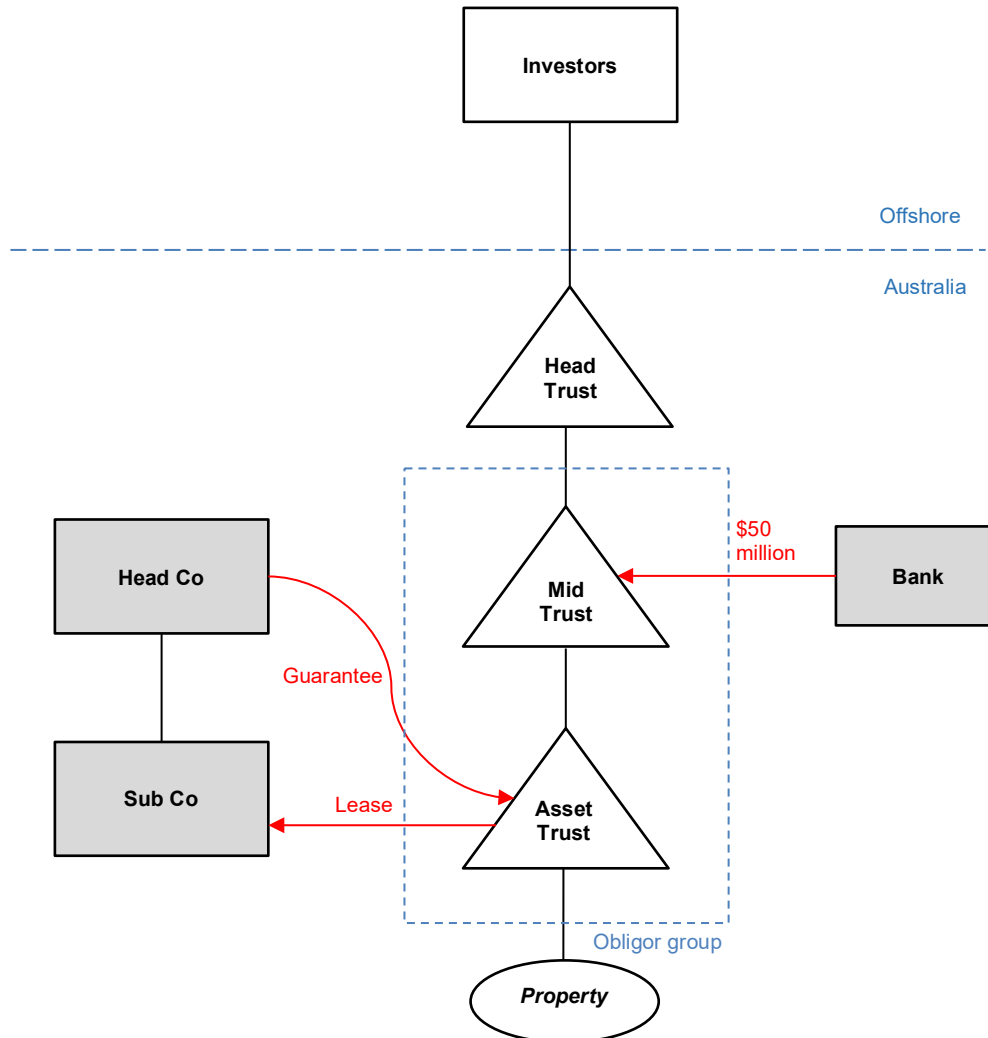 Investors
Offshore
Australia
Head
Trust
Head Co
$50
million
Mid
Trust
Bank
Guarantee
Sub Co
Lease
Asset
Trust
Obligor group
Property